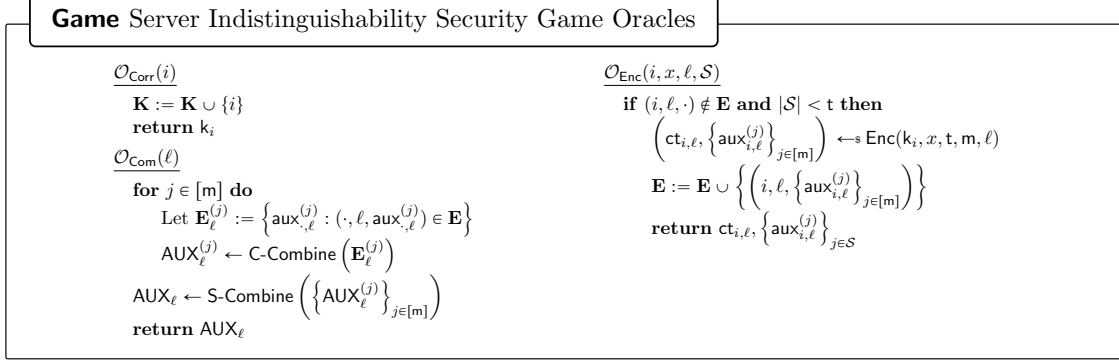 Game Server Indistinguishability Security Game Oracles
𝒪_Corr(i)
K := K ∪ {i}
return k_i
𝒪_Com(ℓ)
for j ∈ [m] do
Let E_ℓ^(j) := {aux_{·,ℓ}^(j) : (·, ℓ, aux_{·,ℓ}^(j)) ∈ E}
AUX_ℓ^(j) ← C-Combine (E_ℓ^(j))
AUX_ℓ ← S-Combine ({AUX_ℓ^(j)}_{j∈[m]})
return AUX_ℓ
𝒪_Enc(i, x, ℓ, 𝒮)
if (i, ℓ, ·) ∉ E and |𝒮| < t then
(ct_{i,ℓ}, {aux_{i,ℓ}^(j)}_{j∈[m]}) ←$ Enc(k_i, x, t, m, ℓ)
E := E ∪ {(i, ℓ, {aux_{i,ℓ}^(j)}_{j∈[m]})}
return ct_{i,ℓ}, {aux_{i,ℓ}^(j)}_{j∈𝒮}